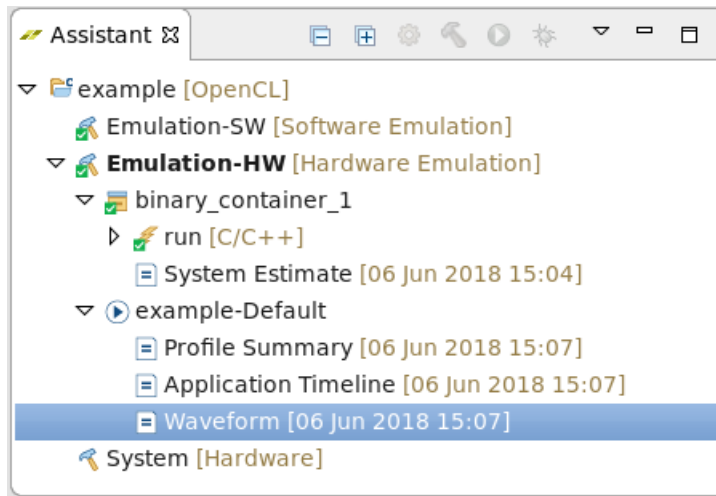 Assistant
example [OpenCL]
Emulation-SW [Software Emulation]
Emulation-HW [Hardware Emulation]
binary_container_1
run [C/C++]
System Estimate [06 Jun 2018 15:04]
example-Default
Profile Summary [06 Jun 2018 15:07]
Application Timeline [06 Jun 2018 15:07]
Waveform [06 Jun 2018 15:07]
System [Hardware]